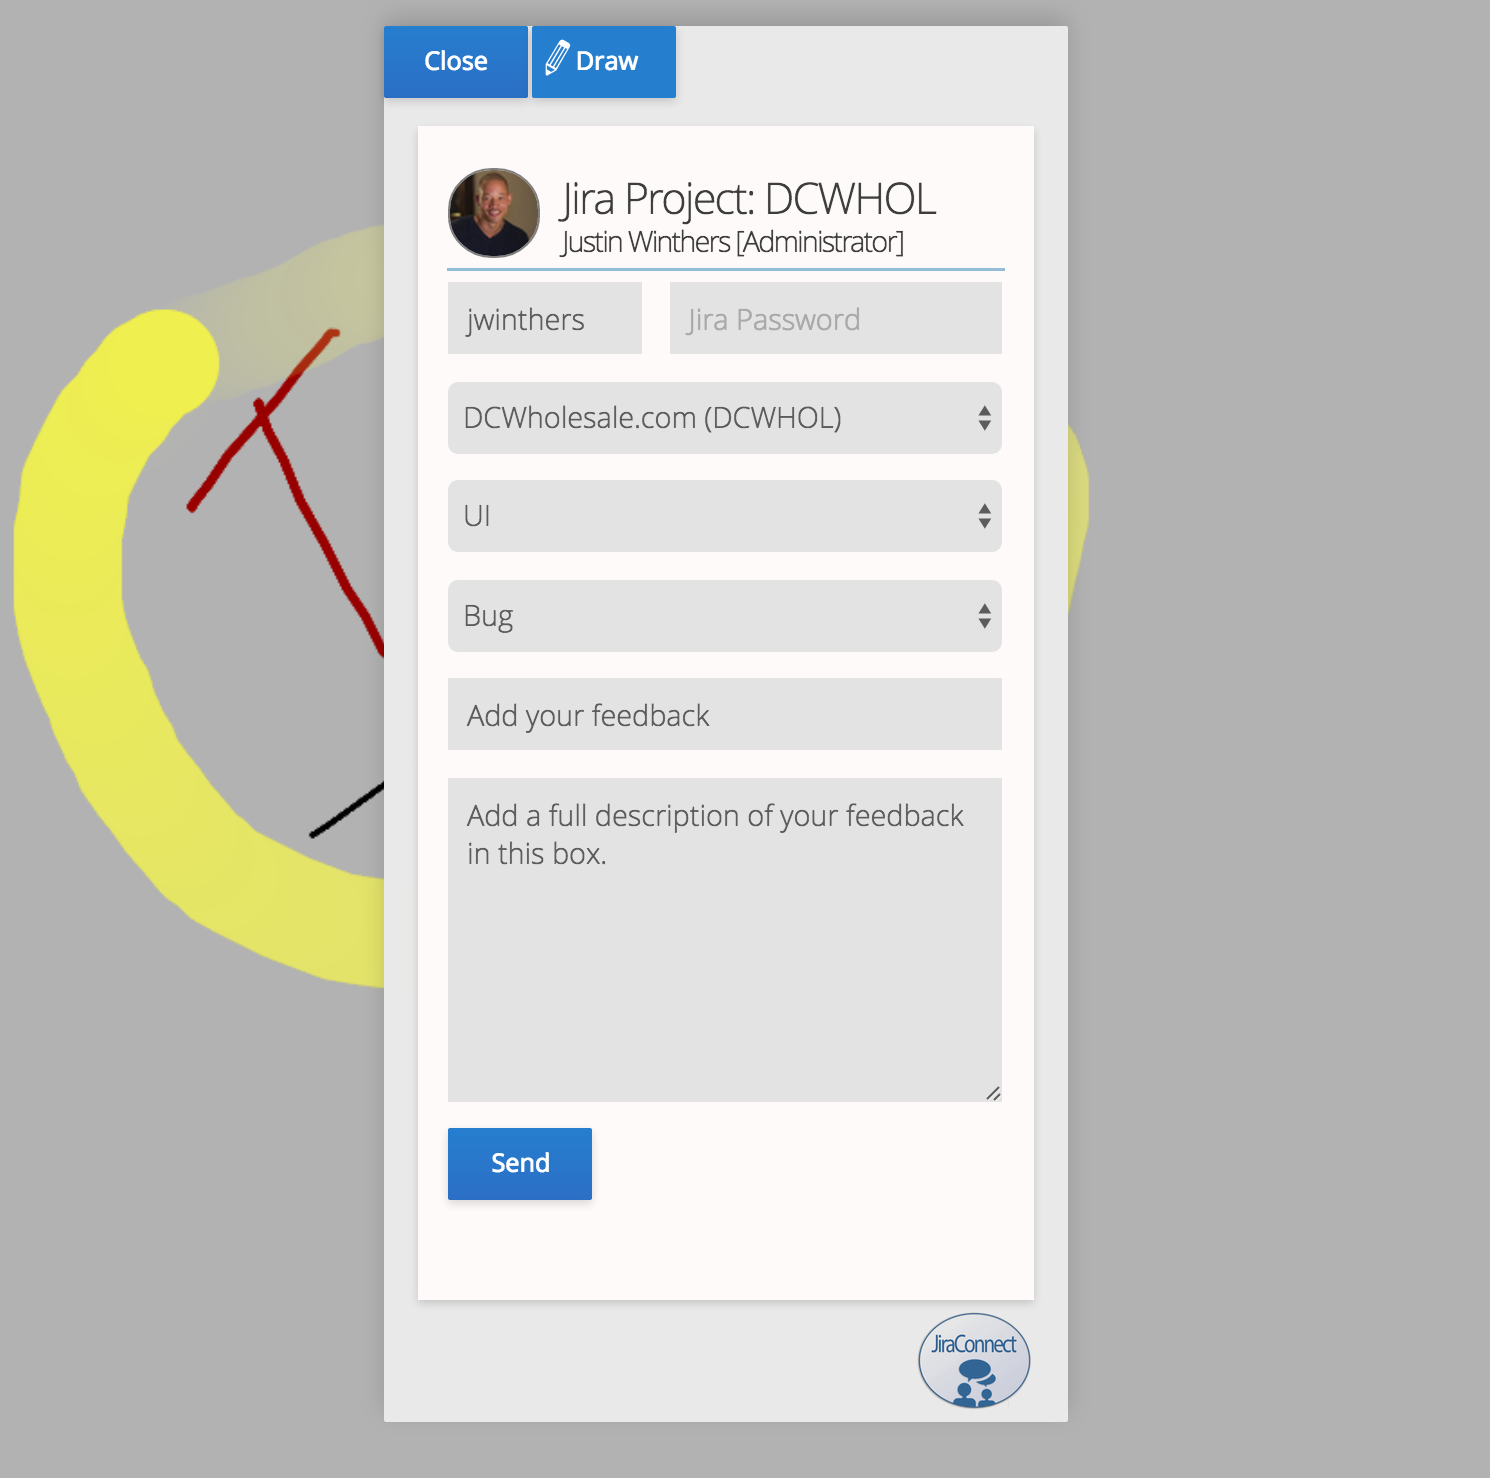 Close
Draw
Jira Project: DCWHOL
Justin Winthers [Administrator]
jwinthers
Jira Password
DCWholesale.com (DCWHOL)
UI
Bug
Add your feedback
Add a full description of your feedback
in this box.
Send
JiraConnect